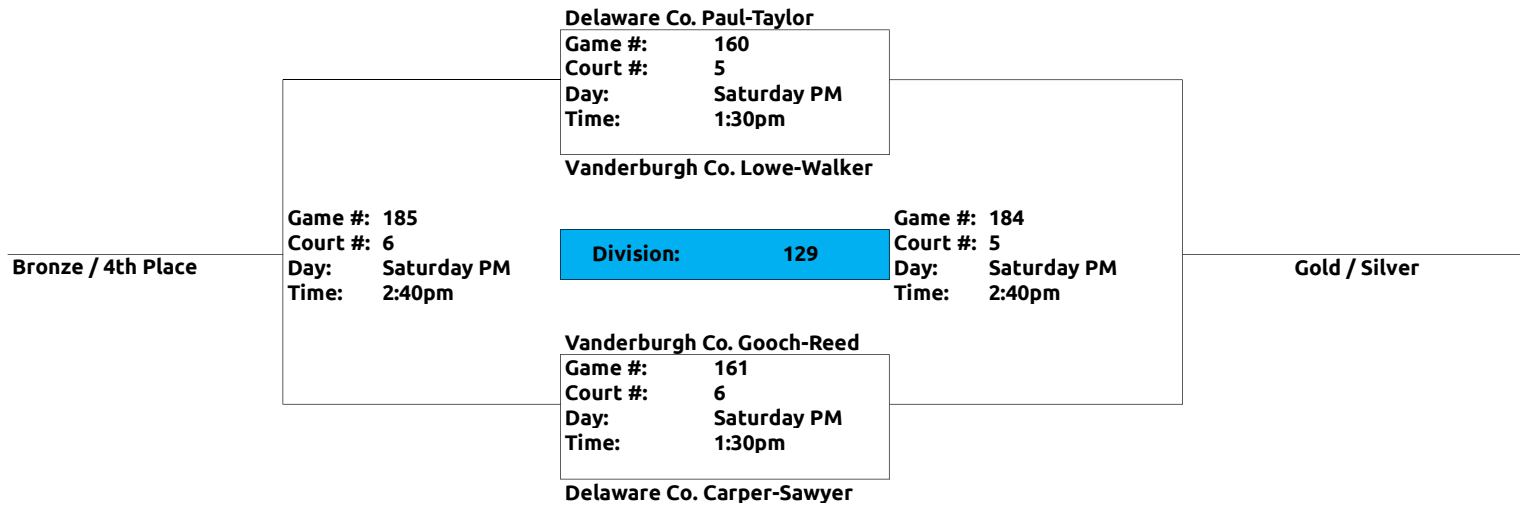 Delaware Co. Paul-Taylor
Game #: 160
Court #: 5
Day: Saturday PM
Time: 1:30pm
Vanderburgh Co. Lowe-Walker
Game #: 185
Court #: 6
Day: Saturday PM
Time: 2:40pm
Bronze / 4th Place
Division: 129
Game #: 184
Court #: 5
Day: Saturday PM
Time: 2:40pm
Gold / Silver
Vanderburgh Co. Gooch-Reed
Game #: 161
Court #: 6
Day: Saturday PM
Time: 1:30pm
Delaware Co. Carper-Sawyer